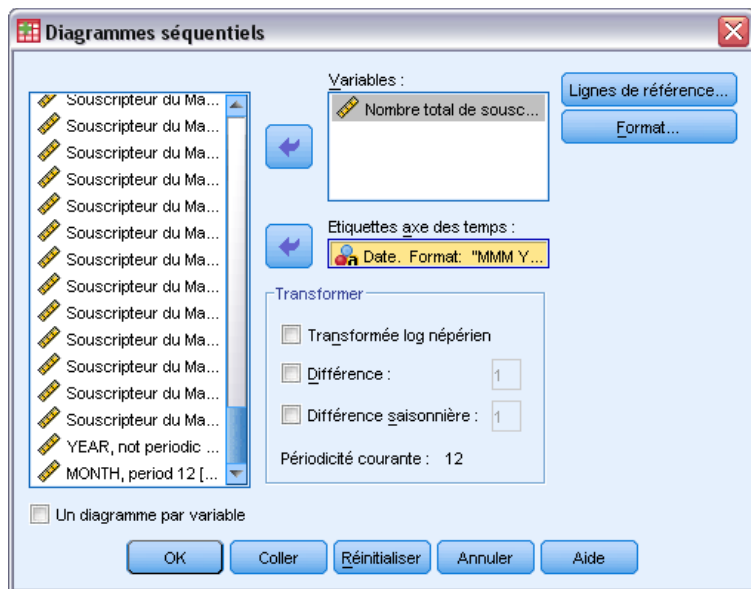 Diagrammes séquentiels
Souscripteur du Ma...
Souscripteur du Ma...
Souscripteur du Ma...
Souscripteur du Ma...
Souscripteur du Ma...
Souscripteur du Ma...
Souscripteur du Ma...
Souscripteur du Ma...
Souscripteur du Ma...
Souscripteur du Ma...
Souscripteur du Ma...
Souscripteur du Ma...
Souscripteur du Ma...
YEAR, not periodic ...
MONTH, period 12 [...
Un diagramme par variable
Variables :
Nombre total de sousc...
Etiquettes axe des temps :
Date. Format: "MMM Y...
Transformer
Transformée log népérien
Différence : 1
Différence saisonnière : 1
Périodicité courante : 12
Lignes de référence...
Format...
OK
Coller
Réinitialiser
Annuler
Aide